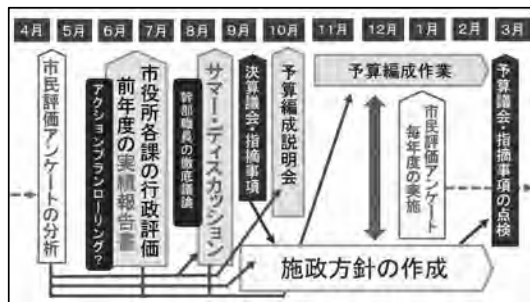 4月 5月 6月 7月 8月 9月 10月 11月 12月 1月 2月 3月
市民評価アンケートの分析
アクションプランローリング?
前年度の実績報告書
市役所各課の行政評価
幹部職員の徹底議論
サマー・ディスカッション
決算議会・指摘事項
予算編成説明会
予算編成作業
市民評価アンケート
毎年度の実施
予算議会・指摘事項の点検
施政方針の作成